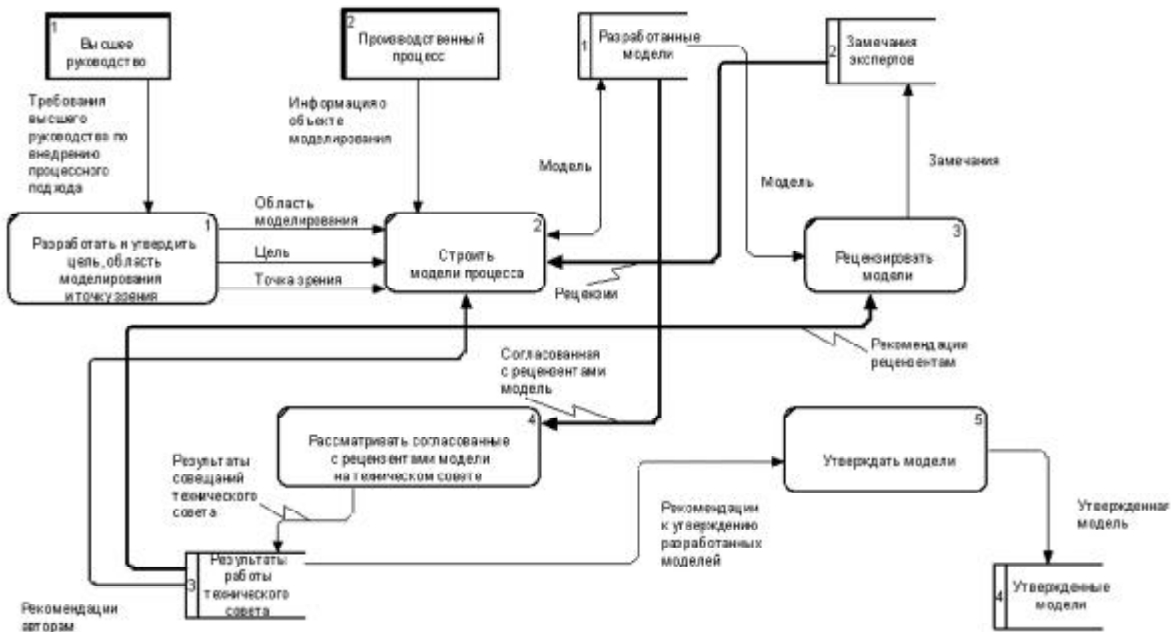 1
Высшее
руководство
2
Производственный
процесс
1
Разработанные
модели
2
Замечания
экспертов
Требования
высшего
руководство по
внедрению
процессного
подхода
Информация о
объекте
моделирования
Модель
Модель
Замечания
1
Разработать и утвердить
цель, область
моделирования
и точку зрения
Область
моделирования
Цель
Точка зрения
2
Строить
модели процесса
Рецензии
3
Рецензировать
модели
Рекомендации
рецензентам
Согласованная
с рецензентами
модель
4
Рассматривать согласованные
с рецензентами модели
на техническом совете
5
Утверждать модели
Результаты
совещаний
технического
совета
Рекомендации
к утверждению
разработанных
моделей
Утвержденная
модель
3
Результаты
работы
технического
совета
4
Утвержденные
модели
Рекомендации
авторам